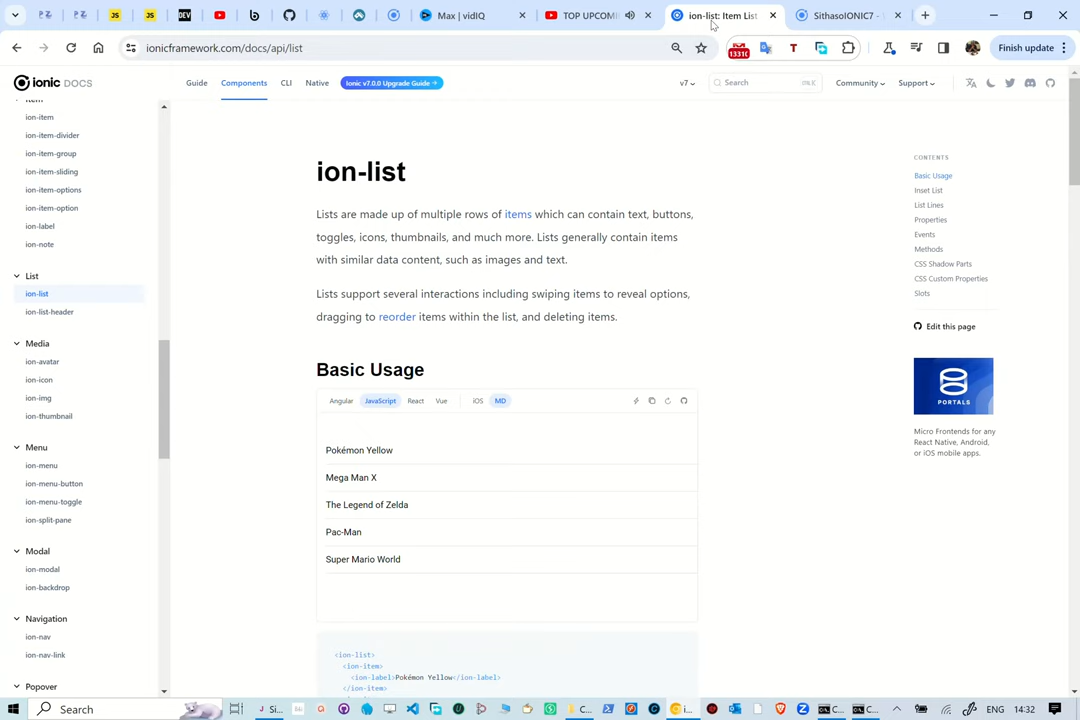 Max | vidIQ
TOP UPCOMI
ion-list: Item List
SithasoIONIC7 -
ionicframework.com/docs/api/list
Finish update
ionic DOCS
Guide
Components
CLI
Native
Ionic v7.0.0 Upgrade Guide
v7
Search
Community
Support
Item
ion-item
ion-item-divider
ion-item-group
ion-item-sliding
ion-item-options
ion-item-option
ion-label
ion-note
List
ion-list
ion-list-header
Media
ion-avatar
ion-icon
ion-img
ion-thumbnail
Menu
ion-menu
ion-menu-button
ion-menu-toggle
ion-split-pane
Modal
ion-modal
ion-backdrop
Navigation
ion-nav
ion-nav-link
Popover
ion-list
Lists are made up of multiple rows of items which can contain text, buttons,
toggles, icons, thumbnails, and much more. Lists generally contain items
with similar data content, such as images and text.
Lists support several interactions including swiping items to reveal options,
dragging to reorder items within the list, and deleting items.
Basic Usage
Angular JavaScript React Vue iOS MD
Pokémon Yellow
Mega Man X
The Legend of Zelda
Pac-Man
Super Mario World
<ion-list>
<ion-item>
<ion-label>Pokémon Yellow</ion-label>
</ion-item>
CONTENTS
Basic Usage
Inset List
List Lines
Properties
Events
Methods
CSS Shadow Parts
CSS Custom Properties
Slots
Edit this page
PORTALS
Micro Frontends for any
React Native, Android,
or iOS mobile apps.
Search
Si...
C...
i...
C...
C...
ENG
14:32